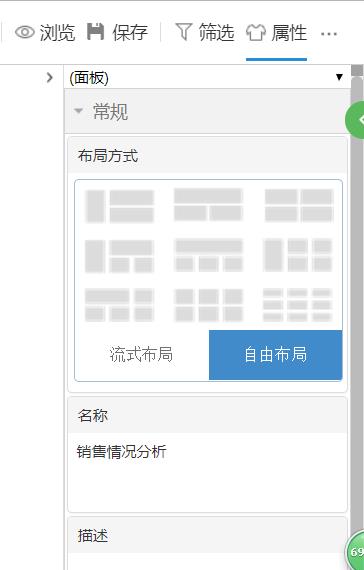 浏览 保存 筛选 属性 ...
(面板)
常规
布局方式
流式布局 自由布局
名称
销售情况分析
描述
69